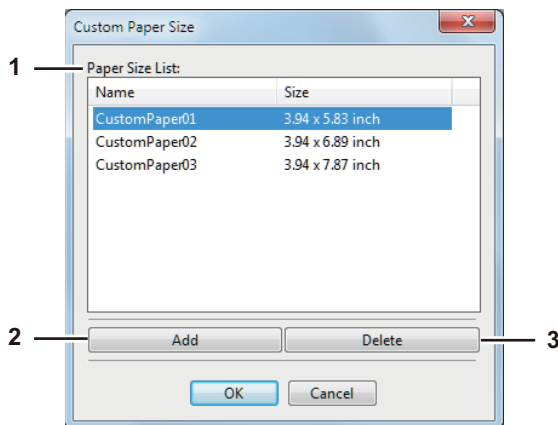 Custom Paper Size
1
Paper Size List:
Name Size
CustomPaper01 3.94 x 5.83 inch
CustomPaper02 3.94 x 6.89 inch
CustomPaper03 3.94 x 7.87 inch
2 Add Delete 3
OK Cancel